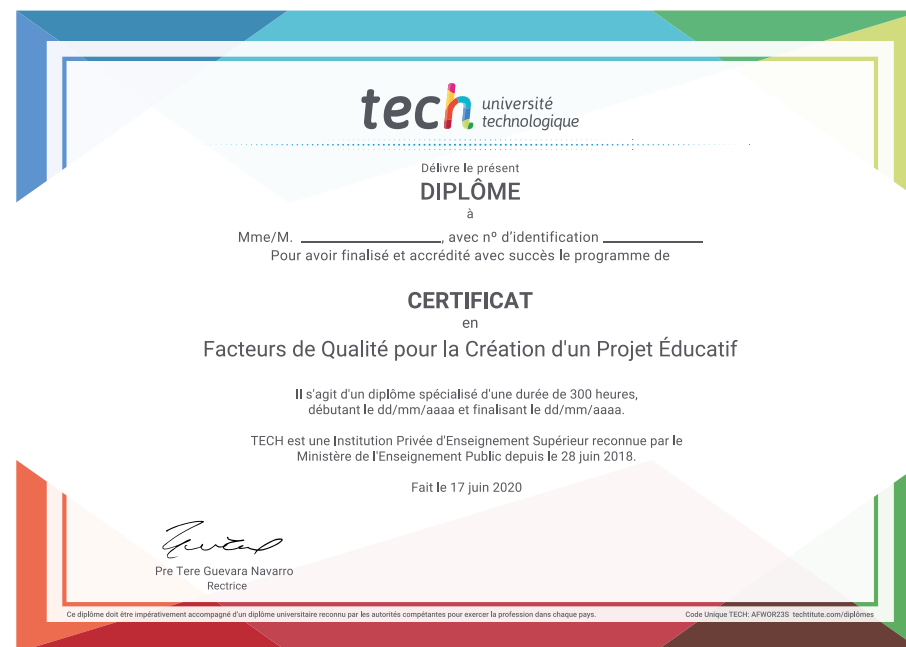 tech université
technologique
Délivre le présent
DIPLÔME
à
Mme/M. ____________________, avec nº d'identification ______________
Pour avoir finalisé et accrédité avec succès le programme de
CERTIFICAT
en
Facteurs de Qualité pour la Création d'un Projet Éducatif
Il s'agit d'un diplôme spécialisé d'une durée de 300 heures,
débutant le dd/mm/aaaa et finalisant le dd/mm/aaaa.
TECH est une Institution Privée d'Enseignement Supérieur reconnue par le
Ministère de l'Enseignement Public depuis le 28 juin 2018.
Fait le 17 juin 2020
Pre Tere Guevara Navarro
Rectrice
Ce diplôme doit être impérativement accompagné d'un diplôme universitaire reconnu par les autorités compétantes pour exercer la profession dans chaque pays.
Code Unique TECH: AFWOR23S techtitute.com/diplômes